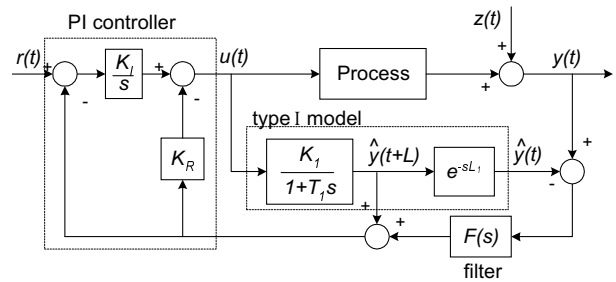 PI controller
z(t)
r(t)
+
-
K_I
s
+
-
u(t)
Process
+
+
y(t)
K_R
type I model
K_1
1+T_1s
ŷ(t+L)
e^{-sL_1}
ŷ(t)
+
-
+
+
F(s)
filter